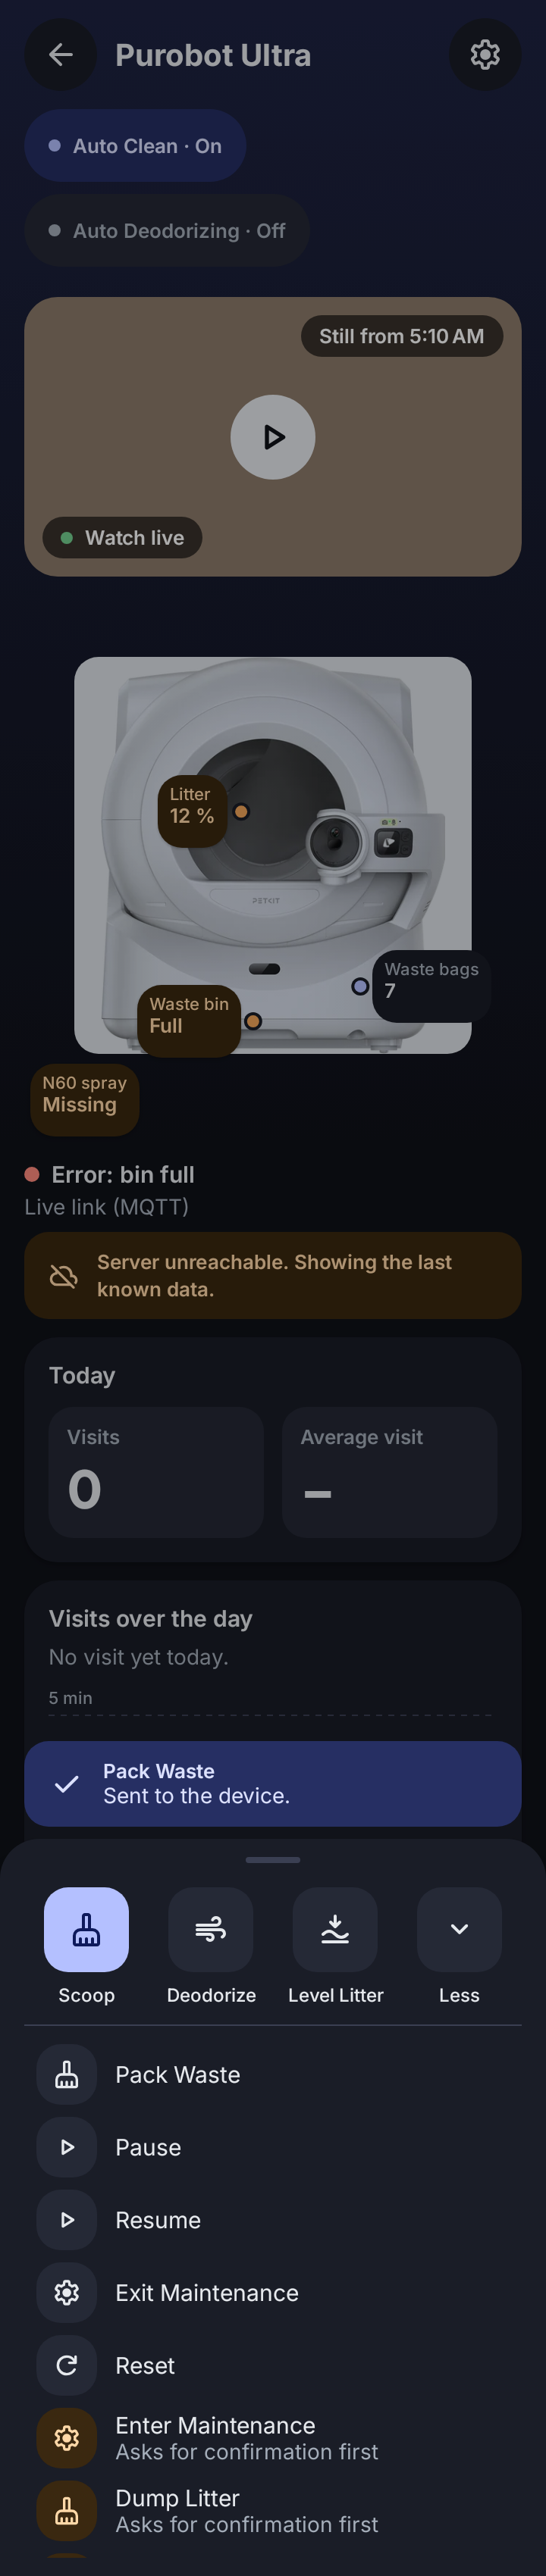 Purobot Ultra
Auto Clean · On
Auto Deodorizing · Off
Still from 5:10 AM
Watch live
Litter
12 %
PETKIT
Waste bags
7
Waste bin
Full
N60 spray
Missing
Error: bin full
Live link (MQTT)
Server unreachable. Showing the last
known data.
Today
Visits
0
Average visit
–
Visits over the day
No visit yet today.
5 min
Pack Waste
Sent to the device.
Scoop
Deodorize
Level Litter
Less
Pack Waste
Pause
Resume
Exit Maintenance
Reset
Enter Maintenance
Asks for confirmation first
Dump Litter
Asks for confirmation first